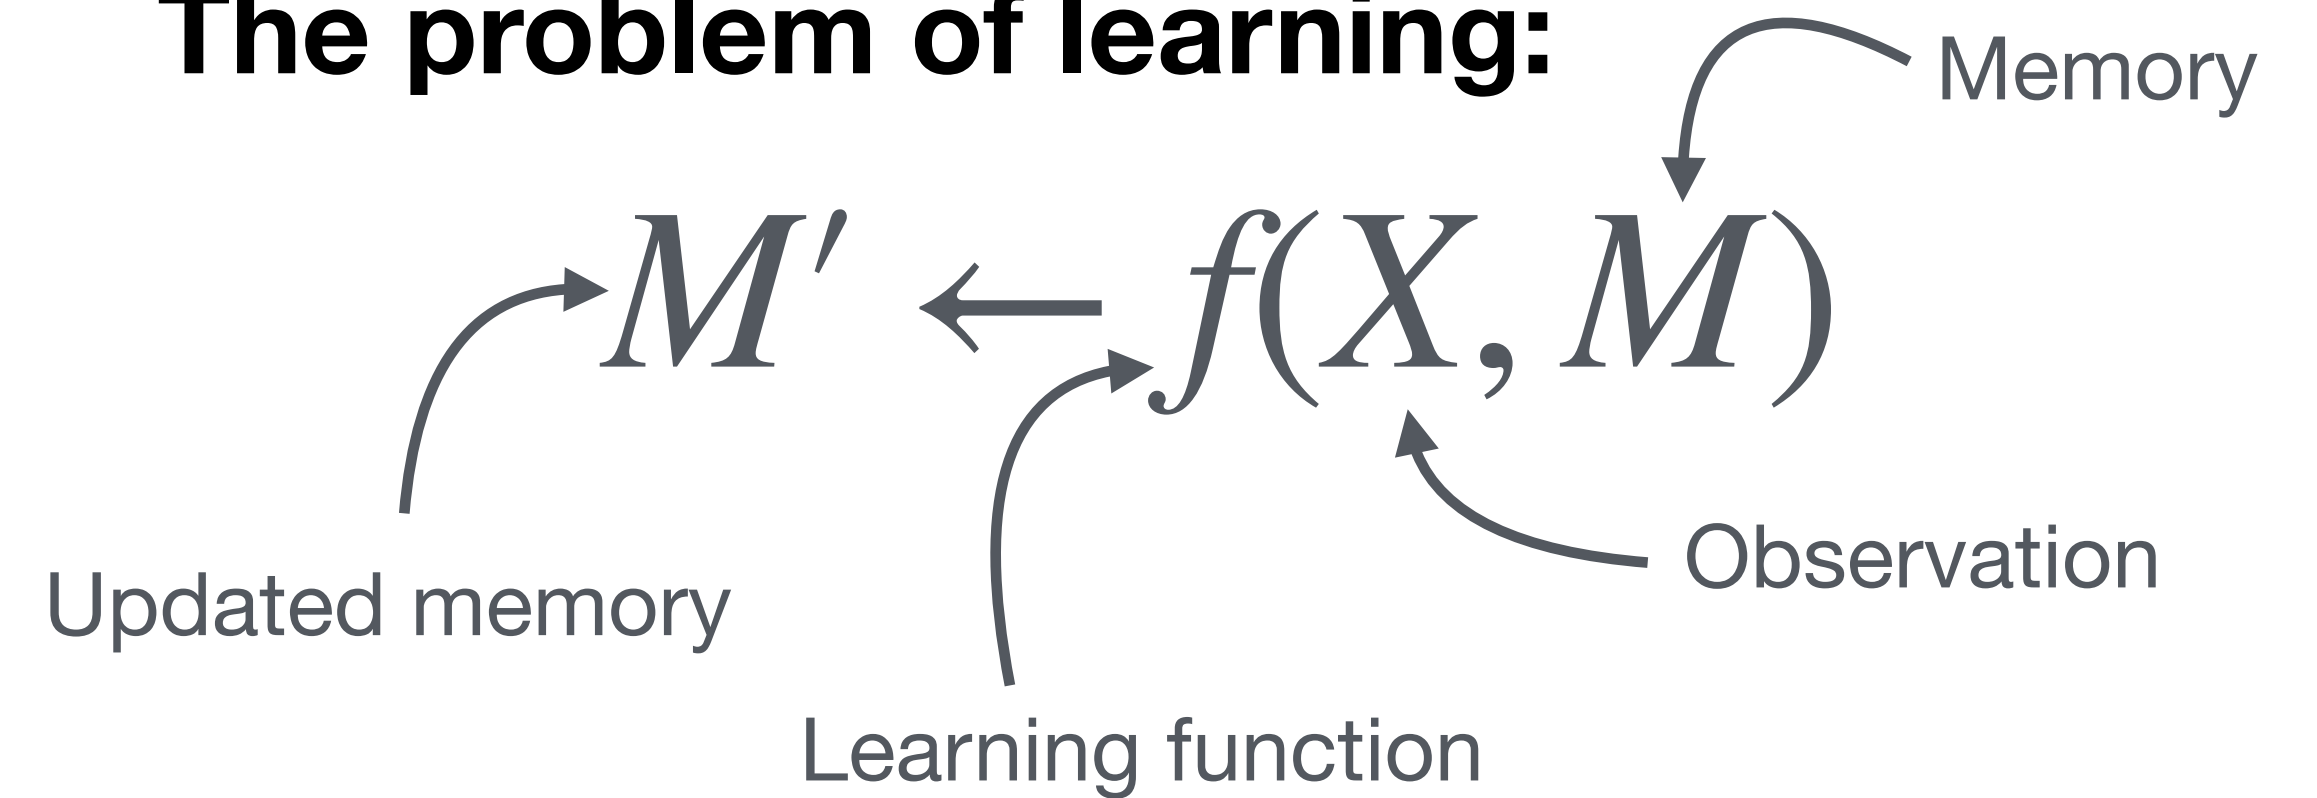 The problem of learning:
Memory
M′ ← f(X, M)
Observation
Updated memory
Learning function